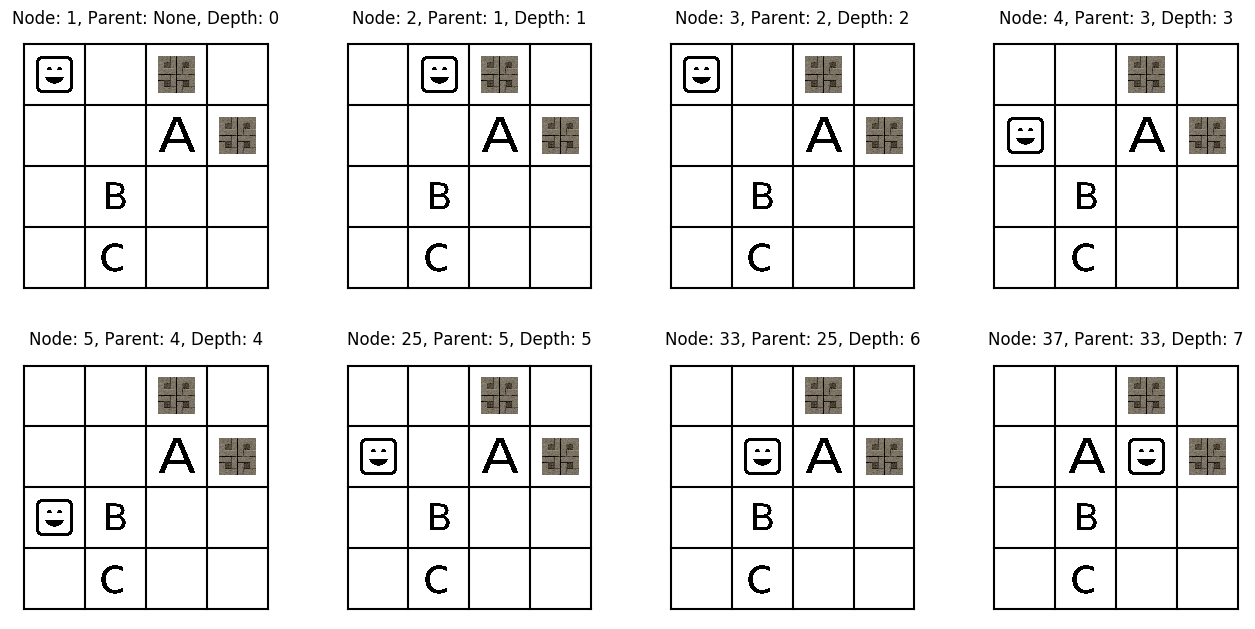 Node: 1, Parent: None, Depth: 0
A
B
C
Node: 2, Parent: 1, Depth: 1
A
B
C
Node: 3, Parent: 2, Depth: 2
A
B
C
Node: 4, Parent: 3, Depth: 3
A
B
C
Node: 5, Parent: 4, Depth: 4
A
B
C
Node: 25, Parent: 5, Depth: 5
A
B
C
Node: 33, Parent: 25, Depth: 6
A
B
C
Node: 37, Parent: 33, Depth: 7
A
B
C